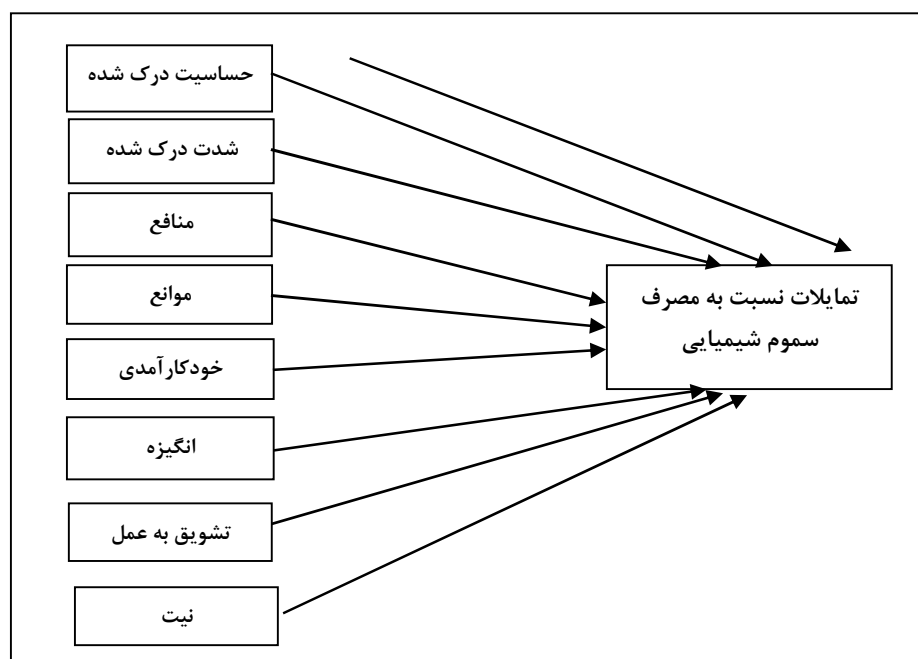 حساسیت درک شده
شدت درک شده
منافع
موانع
خودکارآمدی
انگیزه
تشویق به عمل
نیت
تمایلات نسبت به مصرف
سموم شیمیایی